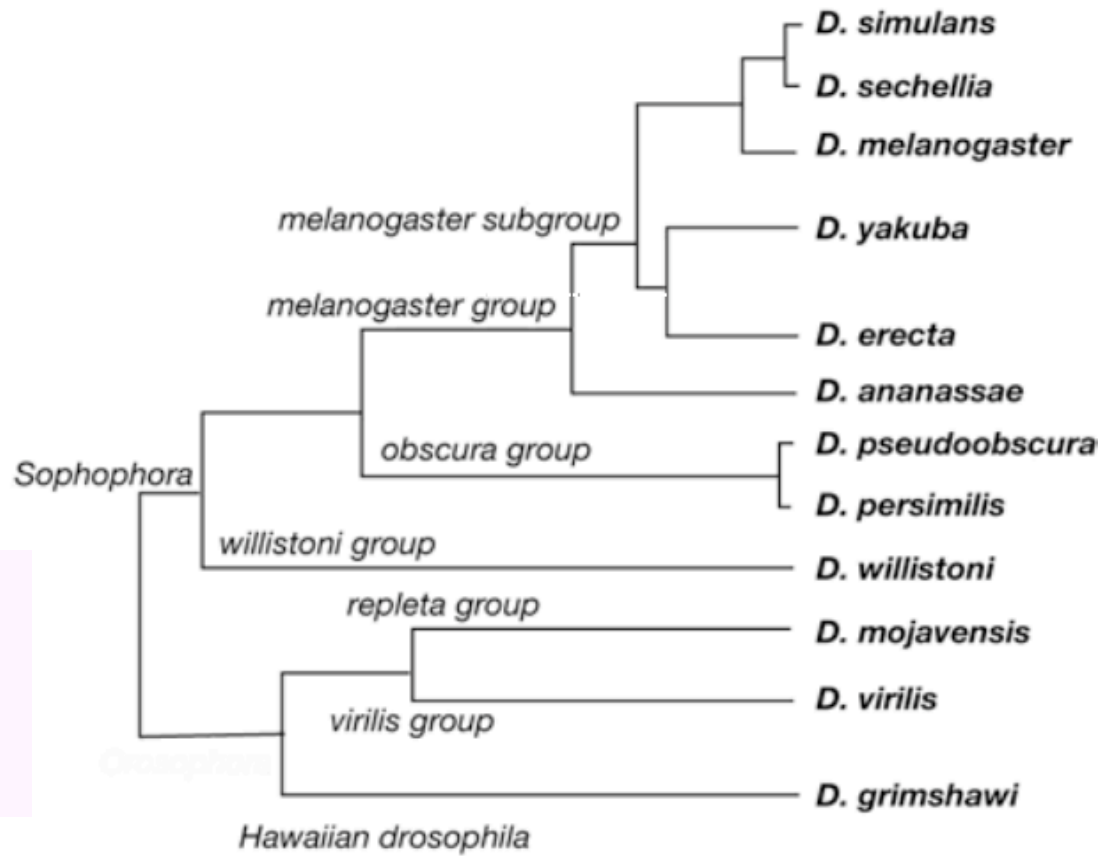 D. simulans
D. sechellia
D. melanogaster
melanogaster subgroup
D. yakuba
melanogaster group
D. erecta
D. ananassae
D. pseudoobscura
obscura group
Sophophora
D. persimilis
willistoni group
D. willistoni
repleta group
D. mojavensis
D. virilis
virilis group
D. grimshawi
Hawaiian drosophila